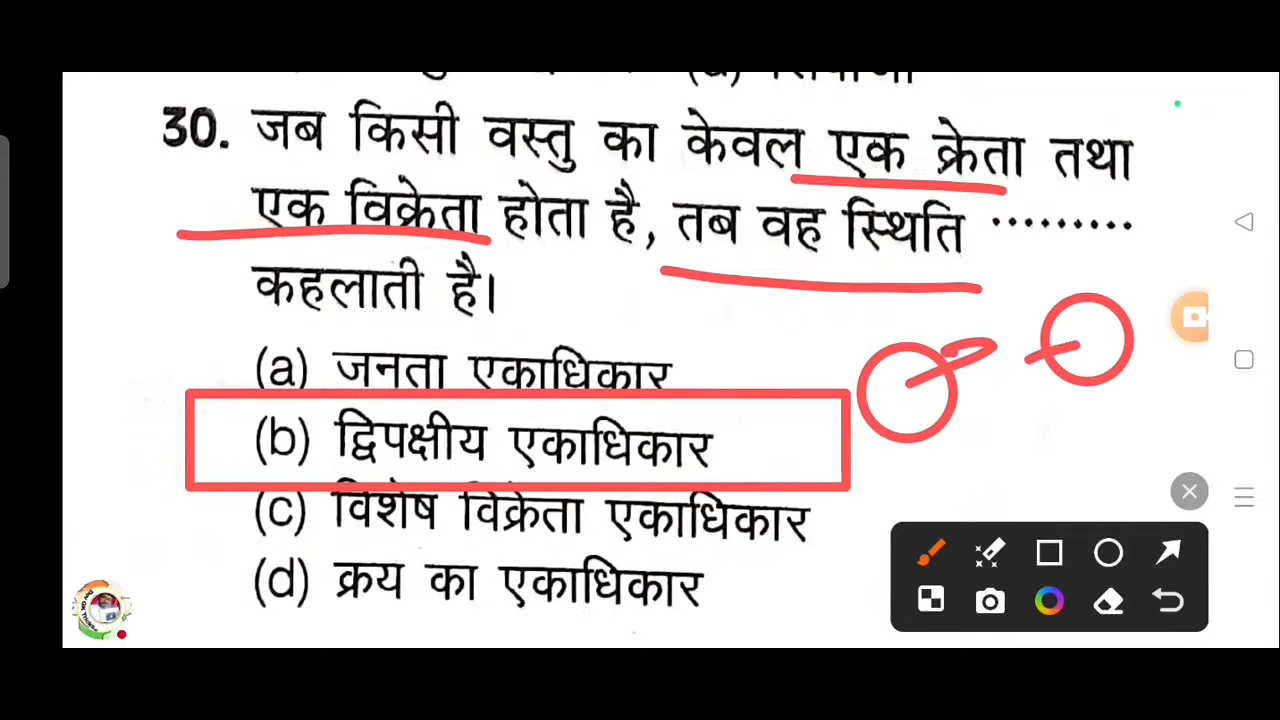 30. जब किसी वस्तु का केवल एक क्रेता तथा
एक विक्रेता होता है, तब वह स्थिति ·········
कहलाती है।
(a) जनता एकाधिकार
(b) द्विपक्षीय एकाधिकार
(c) विशेष विक्रेता एकाधिकार
(d) क्रय का एकाधिकार